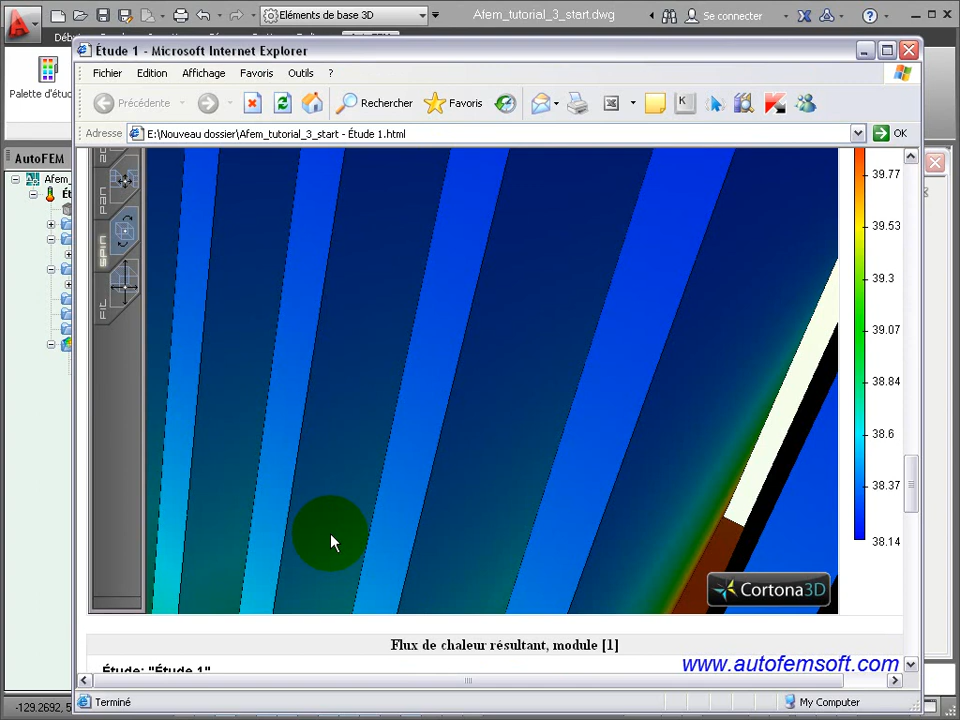 Eléments de base 3D
Afem_tutorial_3_start.dwg
Se connecter
Étude 1 - Microsoft Internet Explorer
Fichier Edition Affichage Favoris Outils ?
Précédente
Rechercher
Favoris
Adresse
E:\Nouveau dossier\Afem_tutorial_3_start - Étude 1.html
OK
Palette d'étud
AutoFEM
Afem_
Ét
PAN
SPIN
FIT
39.77
39.53
39.3
39.07
38.84
38.6
38.37
38.14
Cortona3D
Flux de chaleur résultant, module [1]
Étude: "Étude 1"
www.autofemsoft.com
Terminé
My Computer
-129.2692, 5